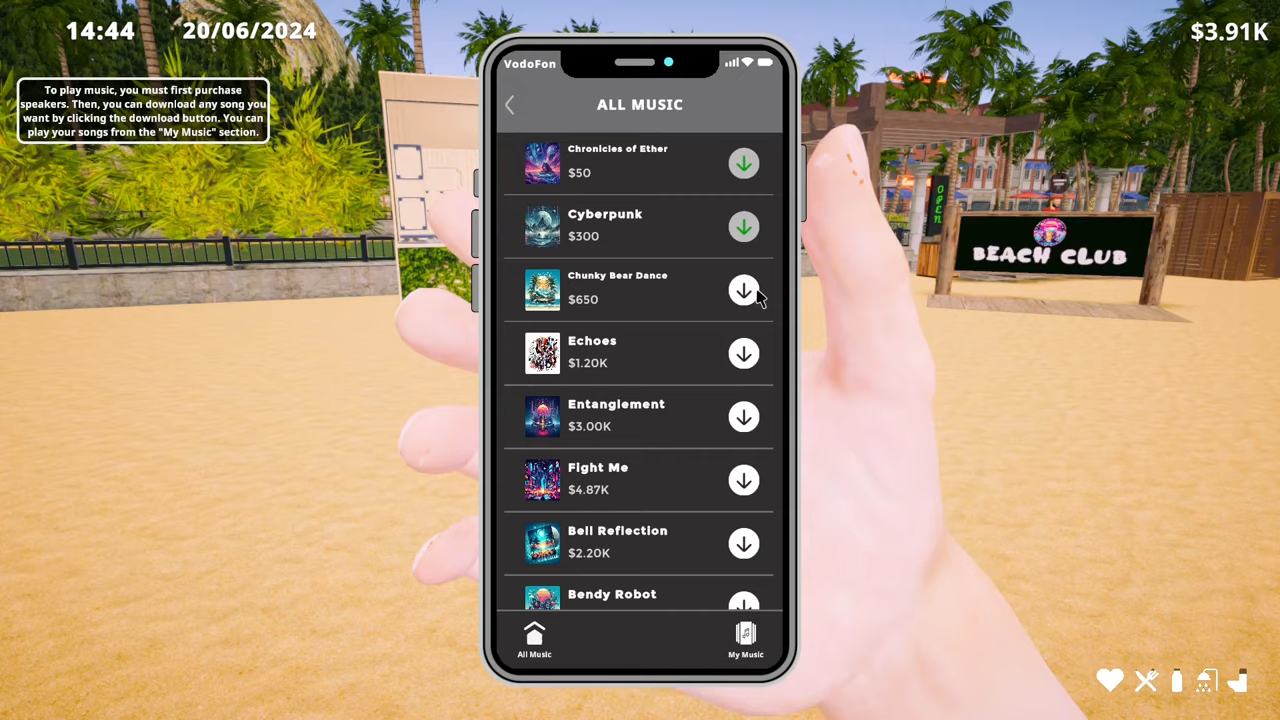 14:44
20/06/2024
$3.91K
To play music, you must first purchase
speakers. Then, you can download any song you
want by clicking the download button. You can
play your songs from the "My Music" section.
VodoFon
ALL MUSIC
Chronicles of Ether
$50
Cyberpunk
$300
Chunky Bear Dance
$650
Echoes
$1.20K
Entanglement
$3.00K
Fight Me
$4.87K
Bell Reflection
$2.20K
Bendy Robot
All Music
My Music
OPEN
BEACH CLUB